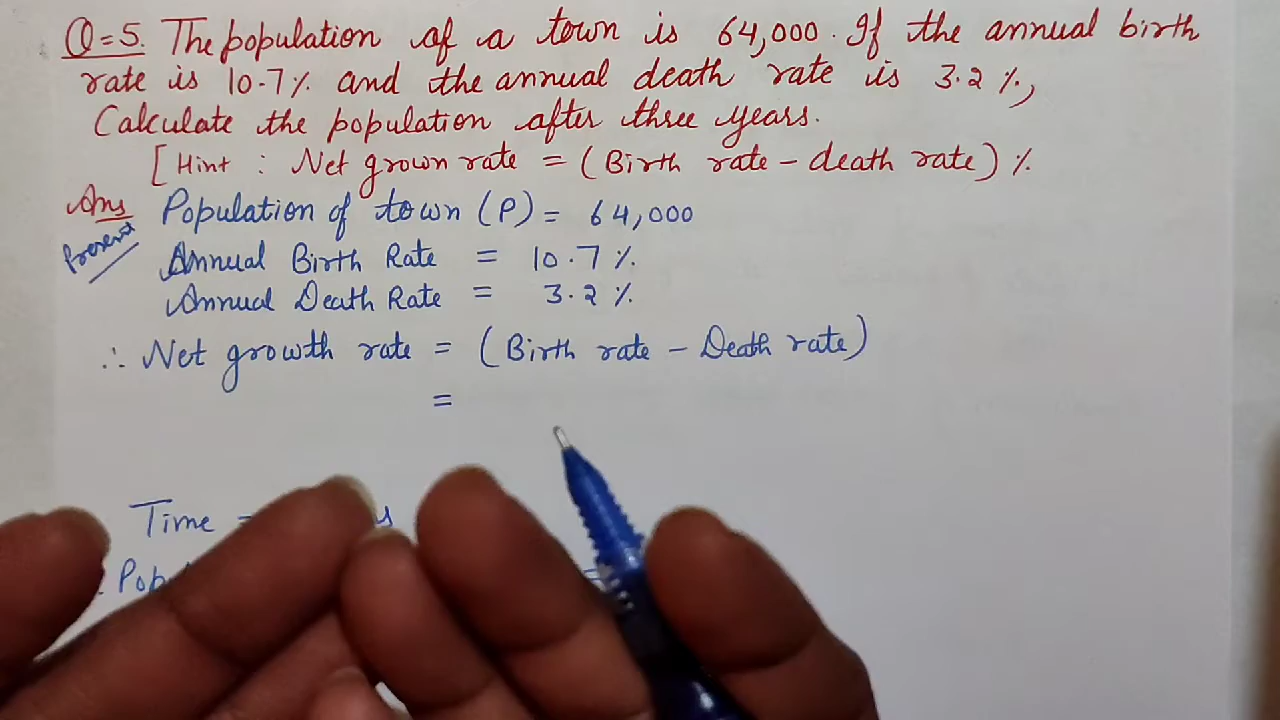 Q=5. The population of a town is 64,000. If the annual birth
rate is 10.7% and the annual death rate is 3.2%,
Calculate the population after three years.
[Hint : Net grown rate = (Birth rate - death rate) %
Ans Population of town (P) = 64,000
Present
Annual Birth Rate = 10.7%
Annual Death Rate = 3.2%
∴ Net growth rate = (Birth rate - Death rate)
=
Time =